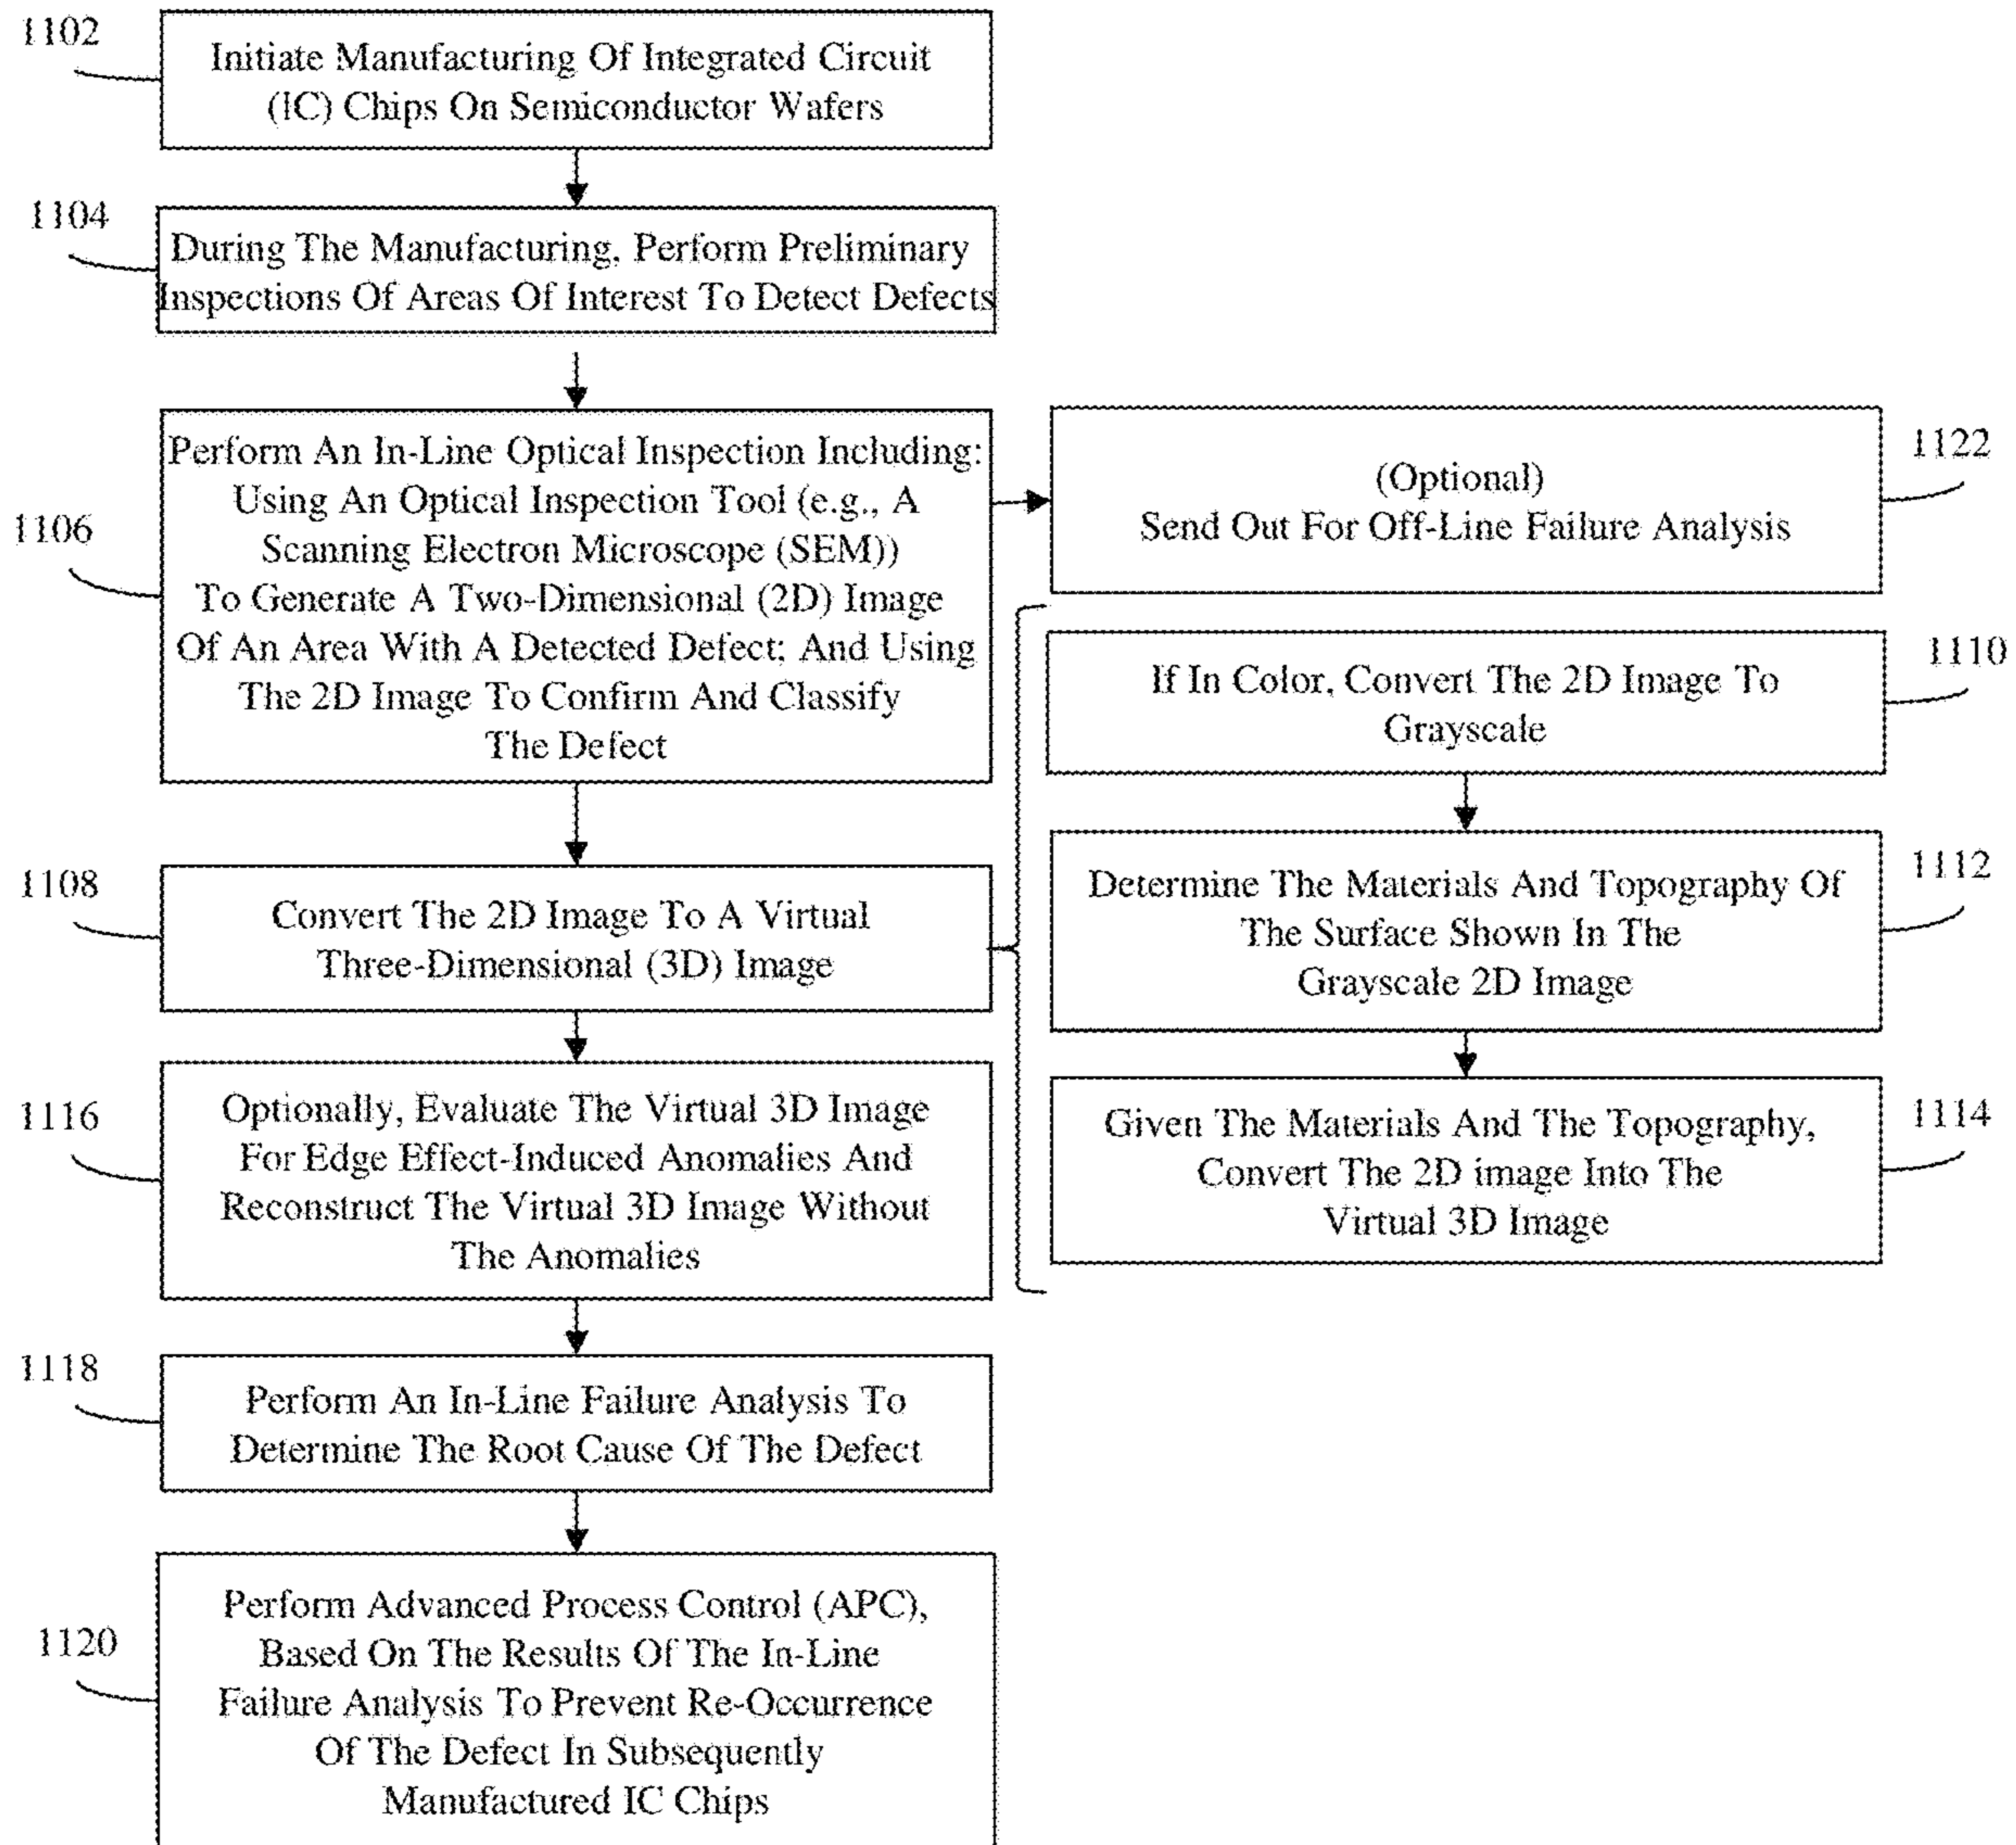 1102
Initiate Manufacturing Of Integrated Circuit
(IC) Chips On Semiconductor Wafers
1104
During The Manufacturing, Perform Preliminary
Inspections Of Areas Of Interest To Detect Defects
1106
Perform An In-Line Optical Inspection Including:
Using An Optical Inspection Tool (e.g., A
Scanning Electron Microscope (SEM))
To Generate A Two-Dimensional (2D) Image
Of An Area With A Detected Defect; And Using
The 2D Image To Confirm And Classify
The Defect
1122
(Optional)
Send Out For Off-Line Failure Analysis
1108
Convert The 2D Image To A Virtual
Three-Dimensional (3D) Image
1110
If In Color, Convert The 2D Image To
Grayscale
1112
Determine The Materials And Topography Of
The Surface Shown In The
Grayscale 2D Image
1114
Given The Materials And The Topography,
Convert The 2D image Into The
Virtual 3D Image
1116
Optionally, Evaluate The Virtual 3D Image
For Edge Effect-Induced Anomalies And
Reconstruct The Virtual 3D Image Without
The Anomalies
1118
Perform An In-Line Failure Analysis To
Determine The Root Cause Of The Defect
1120
Perform Advanced Process Control (APC),
Based On The Results Of The In-Line
Failure Analysis To Prevent Re-Occurrence
Of The Defect In Subsequently
Manufactured IC Chips